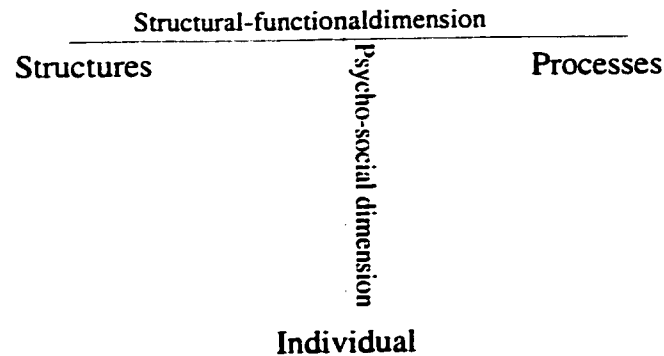 Structural-functionaldimension
Structures
Processes
Psycho-social dimension
Individual